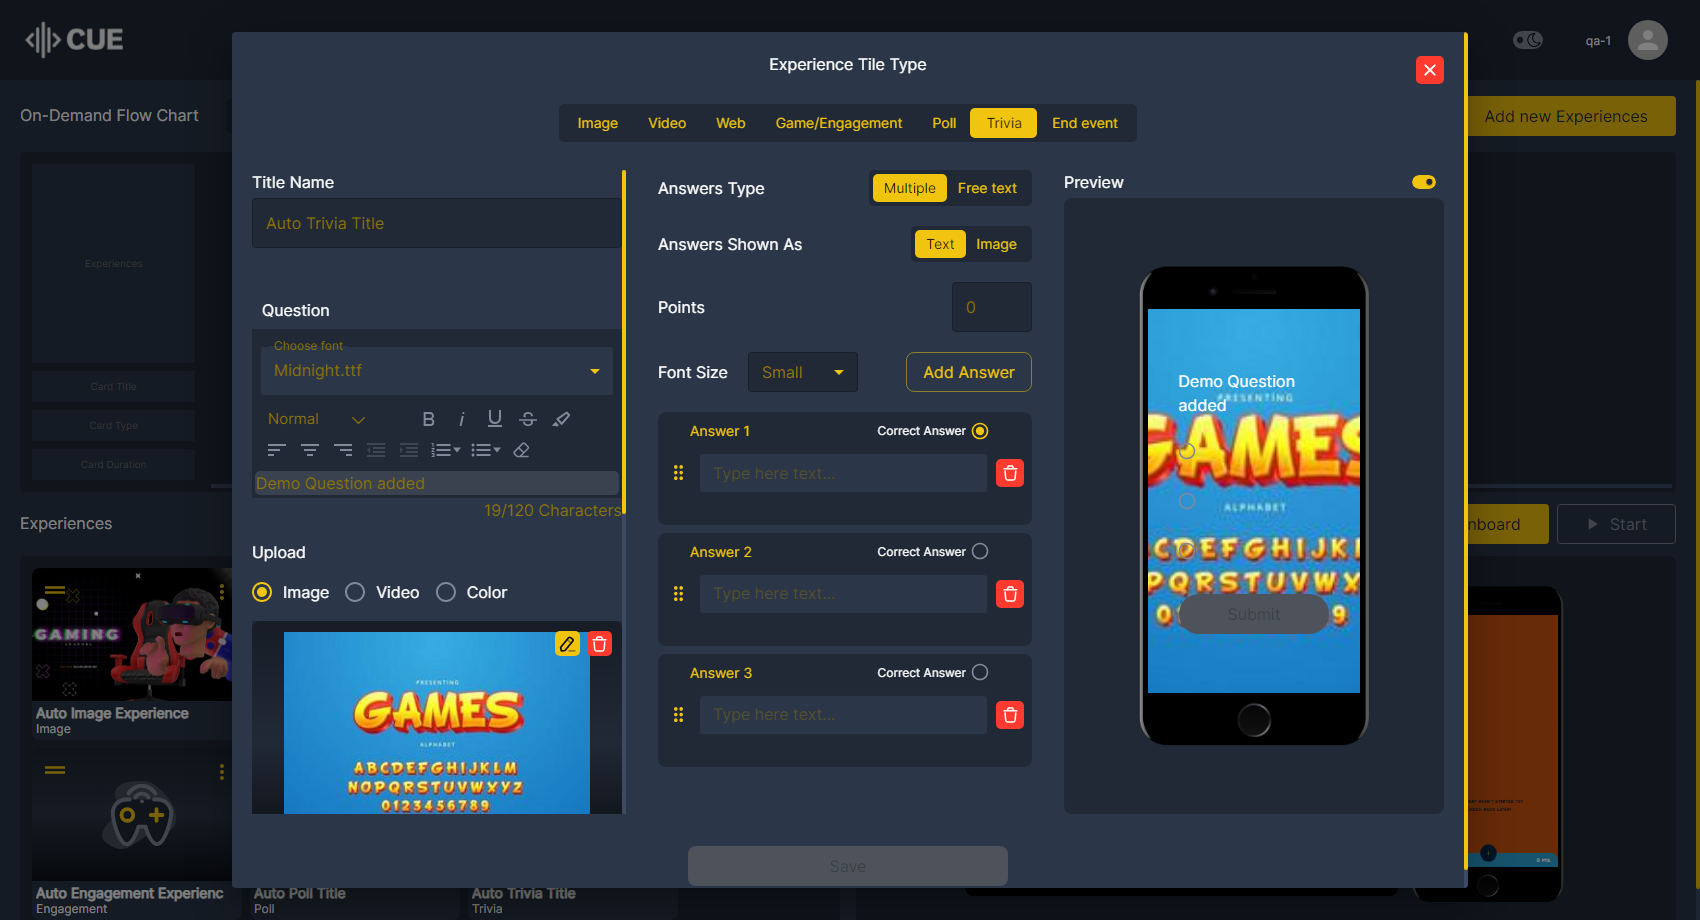 CUE
Experience Tile Type
qa-1
On-Demand Flow Chart
Add new Experiences
Image
Video
Web
Game/Engagement
Poll
Trivia
End event
Title Name
Auto Trivia Title
Question
Choose font
Midnight.ttf
Normal
B
i
U
S
Demo Question added
19/120 Characters
Upload
Image
Video
Color
PRESENTING
GAMES
ALPHABET
ABCDEFGHIJKLM
NOPQRSTUVWXYZ
0123456789
Answers Type
Multiple
Free text
Answers Shown As
Text
Image
Points
0
Font Size
Small
Add Answer
Answer 1
Correct Answer
Type here text...
Answer 2
Correct Answer
Type here text...
Answer 3
Correct Answer
Type here text...
Preview
Demo Question
added
PRESENTING
GAMES
ALPHABET
CDEFGHIJKL
PQRSTUVWX
Submit
9
Save
Experiences
Card Title
Card Type
Card Duration
Experiences
GAMING
Auto Image Experience
Image
Auto Engagement Experienc
Engagement
Auto Poll Title
Poll
Auto Trivia Title
Trivia
nboard
Start